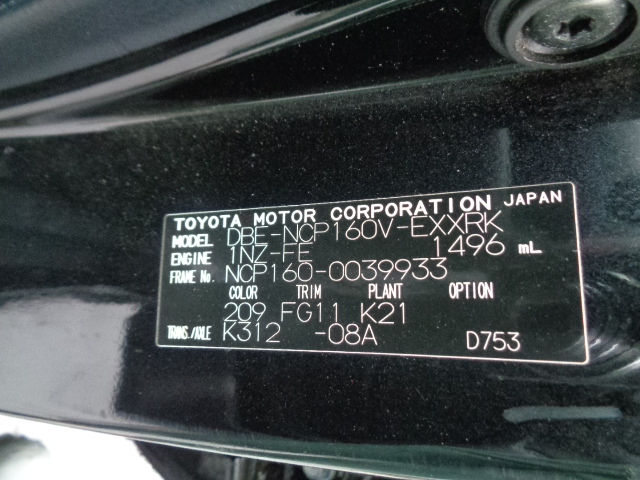 TOYOTA MOTOR CORPORATION JAPAN
MODEL DBE-NCP160V-EXXRK
ENGINE 1NZ-FE 1496 mL
FRAME No. NCP160-0039933
COLOR TRIM PLANT OPTION
209 FG11 K21
TRANS./AXLE K312 -08A D753